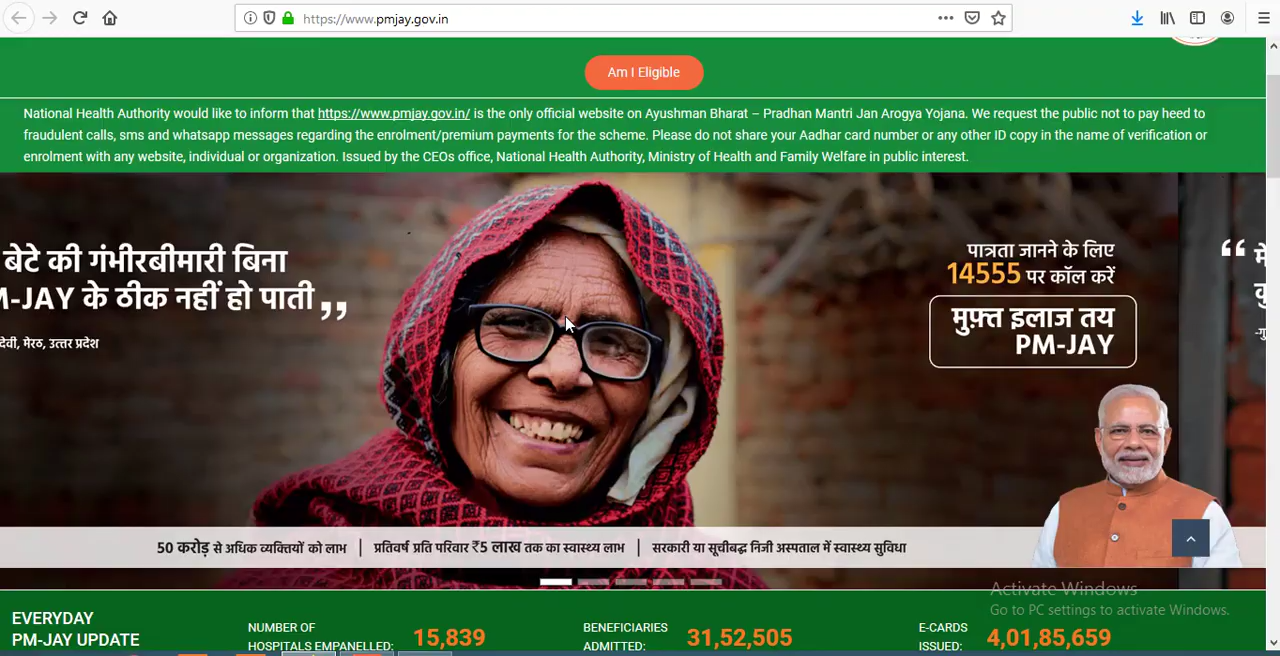 https://www.pmjay.gov.in
Am I Eligible
National Health Authority would like to inform that https://www.pmjay.gov.in/ is the only official website on Ayushman Bharat – Pradhan Mantri Jan Arogya Yojana. We request the public not to pay heed to
fraudulent calls, sms and whatsapp messages regarding the enrolment/premium payments for the scheme. Please do not share your Aadhar card number or any other ID copy in the name of verification or
enrolment with any website, individual or organization. Issued by the CEOs office, National Health Authority, Ministry of Health and Family Welfare in public interest.
बेटे की गंभीरबीमारी बिना
M-JAY के ठीक नहीं हो पाती ,,
देवी, मेरठ, उत्तर प्रदेश
पात्रता जानने के लिए
14555 पर कॉल करें
मुफ़्त इलाज तय
PM-JAY
50 करोड़ से अधिक व्यक्तियों को लाभ | प्रतिवर्ष प्रति परिवार ₹5 लाख तक का स्वास्थ्य लाभ | सरकारी या सूचीबद्ध निजी अस्पताल में स्वास्थ्य सुविधा
Activate Windows
Go to PC settings to activate Windows.
EVERYDAY
PM-JAY UPDATE
NUMBER OF
HOSPITALS EMPANELLED:
15,839
BENEFICIARIES
ADMITTED:
31,52,505
E-CARDS
ISSUED:
4,01,85,659